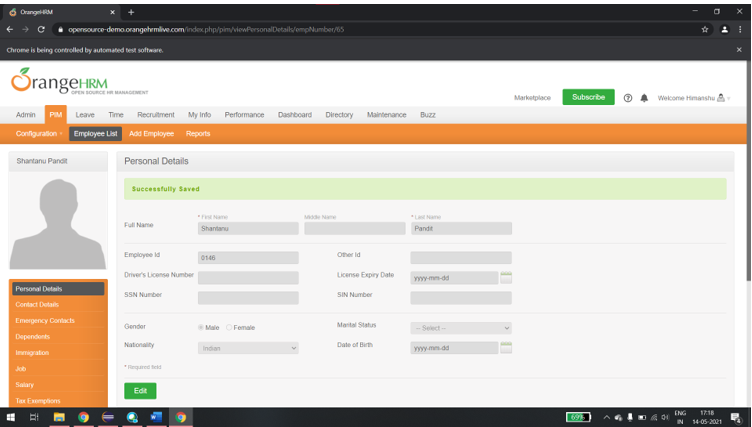 OrangeHRM
opensource-demo.orangehrmlive.com/index.php/pim/viewPersonalDetails/empNumber/65
Chrome is being controlled by automated test software.
OrangeHRM
OPEN SOURCE HR MANAGEMENT
Marketplace Subscribe Welcome Himanshu
Admin PIM Leave Time Recruitment My Info Performance Dashboard Directory Maintenance Buzz
Configuration Employee List Add Employee Reports
Shantanu Pandit
Personal Details
Successfully Saved
* First Name Middle Name * Last Name
Full Name Shantanu Pandit
Employee Id 0146 Other Id
Driver's License Number License Expiry Date yyyy-mm-dd
SSN Number SIN Number
Gender Male Female Marital Status -- Select --
Nationality Indian Date of Birth yyyy-mm-dd
* Required field
Edit
Personal Details
Contact Details
Emergency Contacts
Dependents
Immigration
Job
Salary
Tax Exemptions
69% ENG 17:18
IN 14-05-2021